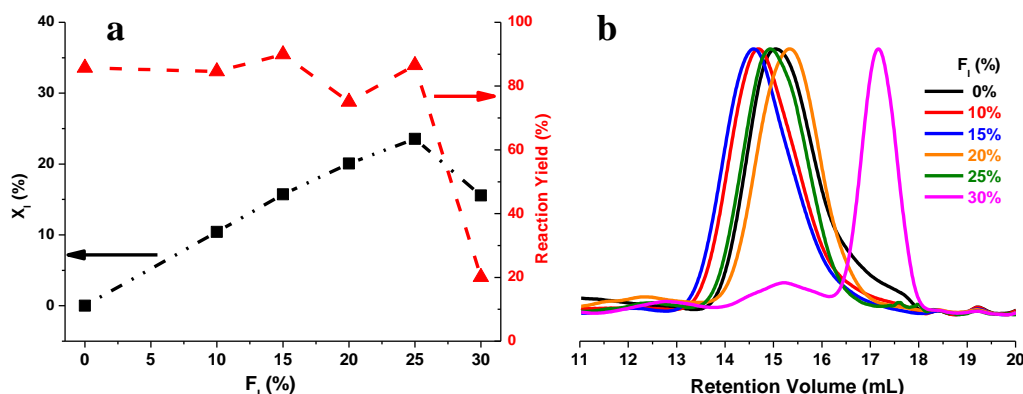 a
X_I (%)
40
30
20
10
0
0 5 10 15 20 25 30
F_I (%)
100
80
60
40
20
0
Reaction Yield (%)
b
F_I (%)
0%
10%
15%
20%
25%
30%
11 12 13 14 15 16 17 18 19 20
Retention Volume (mL)